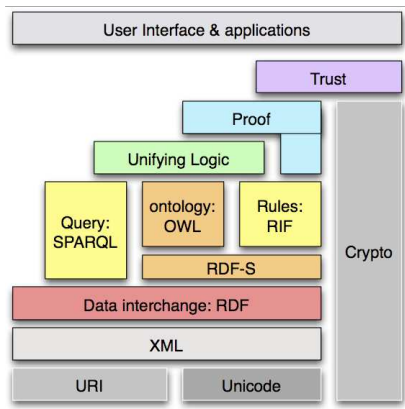 User Interface & applications
Trust
Proof
Unifying Logic
Query:
SPARQL
ontology:
OWL
Rules:
RIF
Crypto
RDF-S
Data interchange: RDF
XML
URI
Unicode